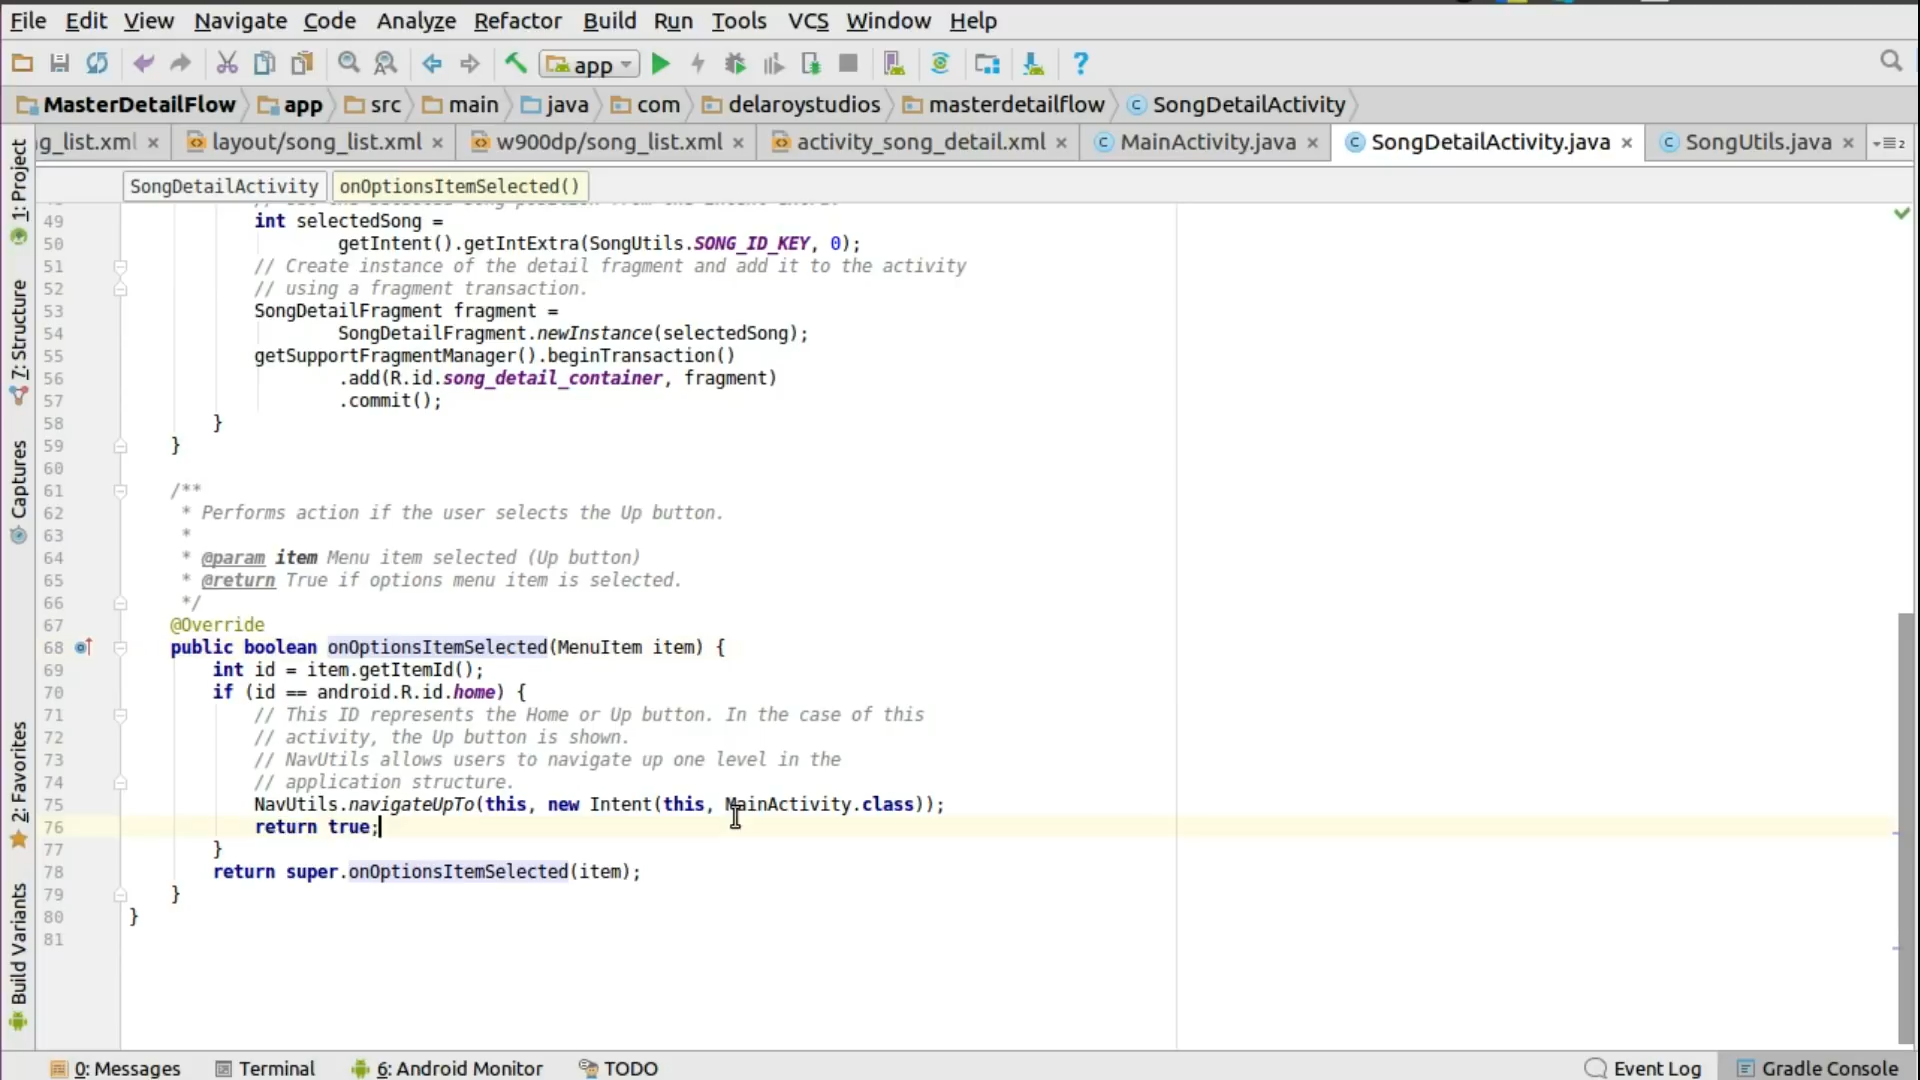 File Edit View Navigate Code Analyze Refactor Build Run Tools VCS Window Help
app
MasterDetailFlow app src main java com delaroystudios masterdetailflow SongDetailActivity
g_list.xml layout/song_list.xml w900dp/song_list.xml activity_song_detail.xml MainActivity.java SongDetailActivity.java SongUtils.java
SongDetailActivity onOptionsItemSelected()
1: Project
7: Structure
Captures
2: Favorites
Build Variants
49 int selectedSong =
50 getIntent().getIntExtra(SongUtils.SONG_ID_KEY, 0);
51 // Create instance of the detail fragment and add it to the activity
52 // using a fragment transaction.
53 SongDetailFragment fragment =
54 SongDetailFragment.newInstance(selectedSong);
55 getSupportFragmentManager().beginTransaction()
56 .add(R.id.song_detail_container, fragment)
57 .commit();
58 }
59 }
60
61 /**
62 * Performs action if the user selects the Up button.
63 *
64 * @param item Menu item selected (Up button)
65 * @return True if options menu item is selected.
66 */
67 @Override
68 public boolean onOptionsItemSelected(MenuItem item) {
69 int id = item.getItemId();
70 if (id == android.R.id.home) {
71 // This ID represents the Home or Up button. In the case of this
72 // activity, the Up button is shown.
73 // NavUtils allows users to navigate up one level in the
74 // application structure.
75 NavUtils.navigateUpTo(this, new Intent(this, MainActivity.class));
76 return true;
77 }
78 return super.onOptionsItemSelected(item);
79 }
80 }
81
0: Messages Terminal 6: Android Monitor TODO Event Log Gradle Console